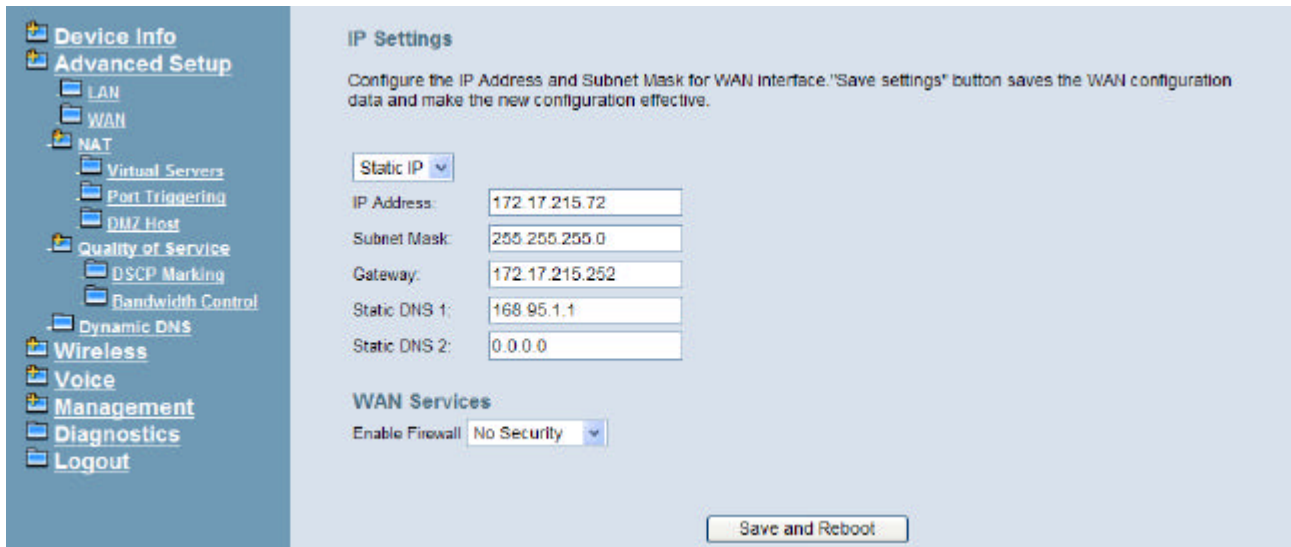 Device Info
Advanced Setup
LAN
WAN
NAT
Virtual Servers
Port Triggering
DMZ Host
Quality of Service
DSCP Marking
Bandwidth Control
Dynamic DNS
Wireless
Voice
Management
Diagnostics
Logout
IP Settings
Configure the IP Address and Subnet Mask for WAN interface."Save settings" button saves the WAN configuration
data and make the new configuration effective.
Static IP
IP Address: 172.17.215.72
Subnet Mask: 255.255.255.0
Gateway: 172.17.215.252
Static DNS 1: 168.95.1.1
Static DNS 2: 0.0.0.0
WAN Services
Enable Firewall No Security
Save and Reboot